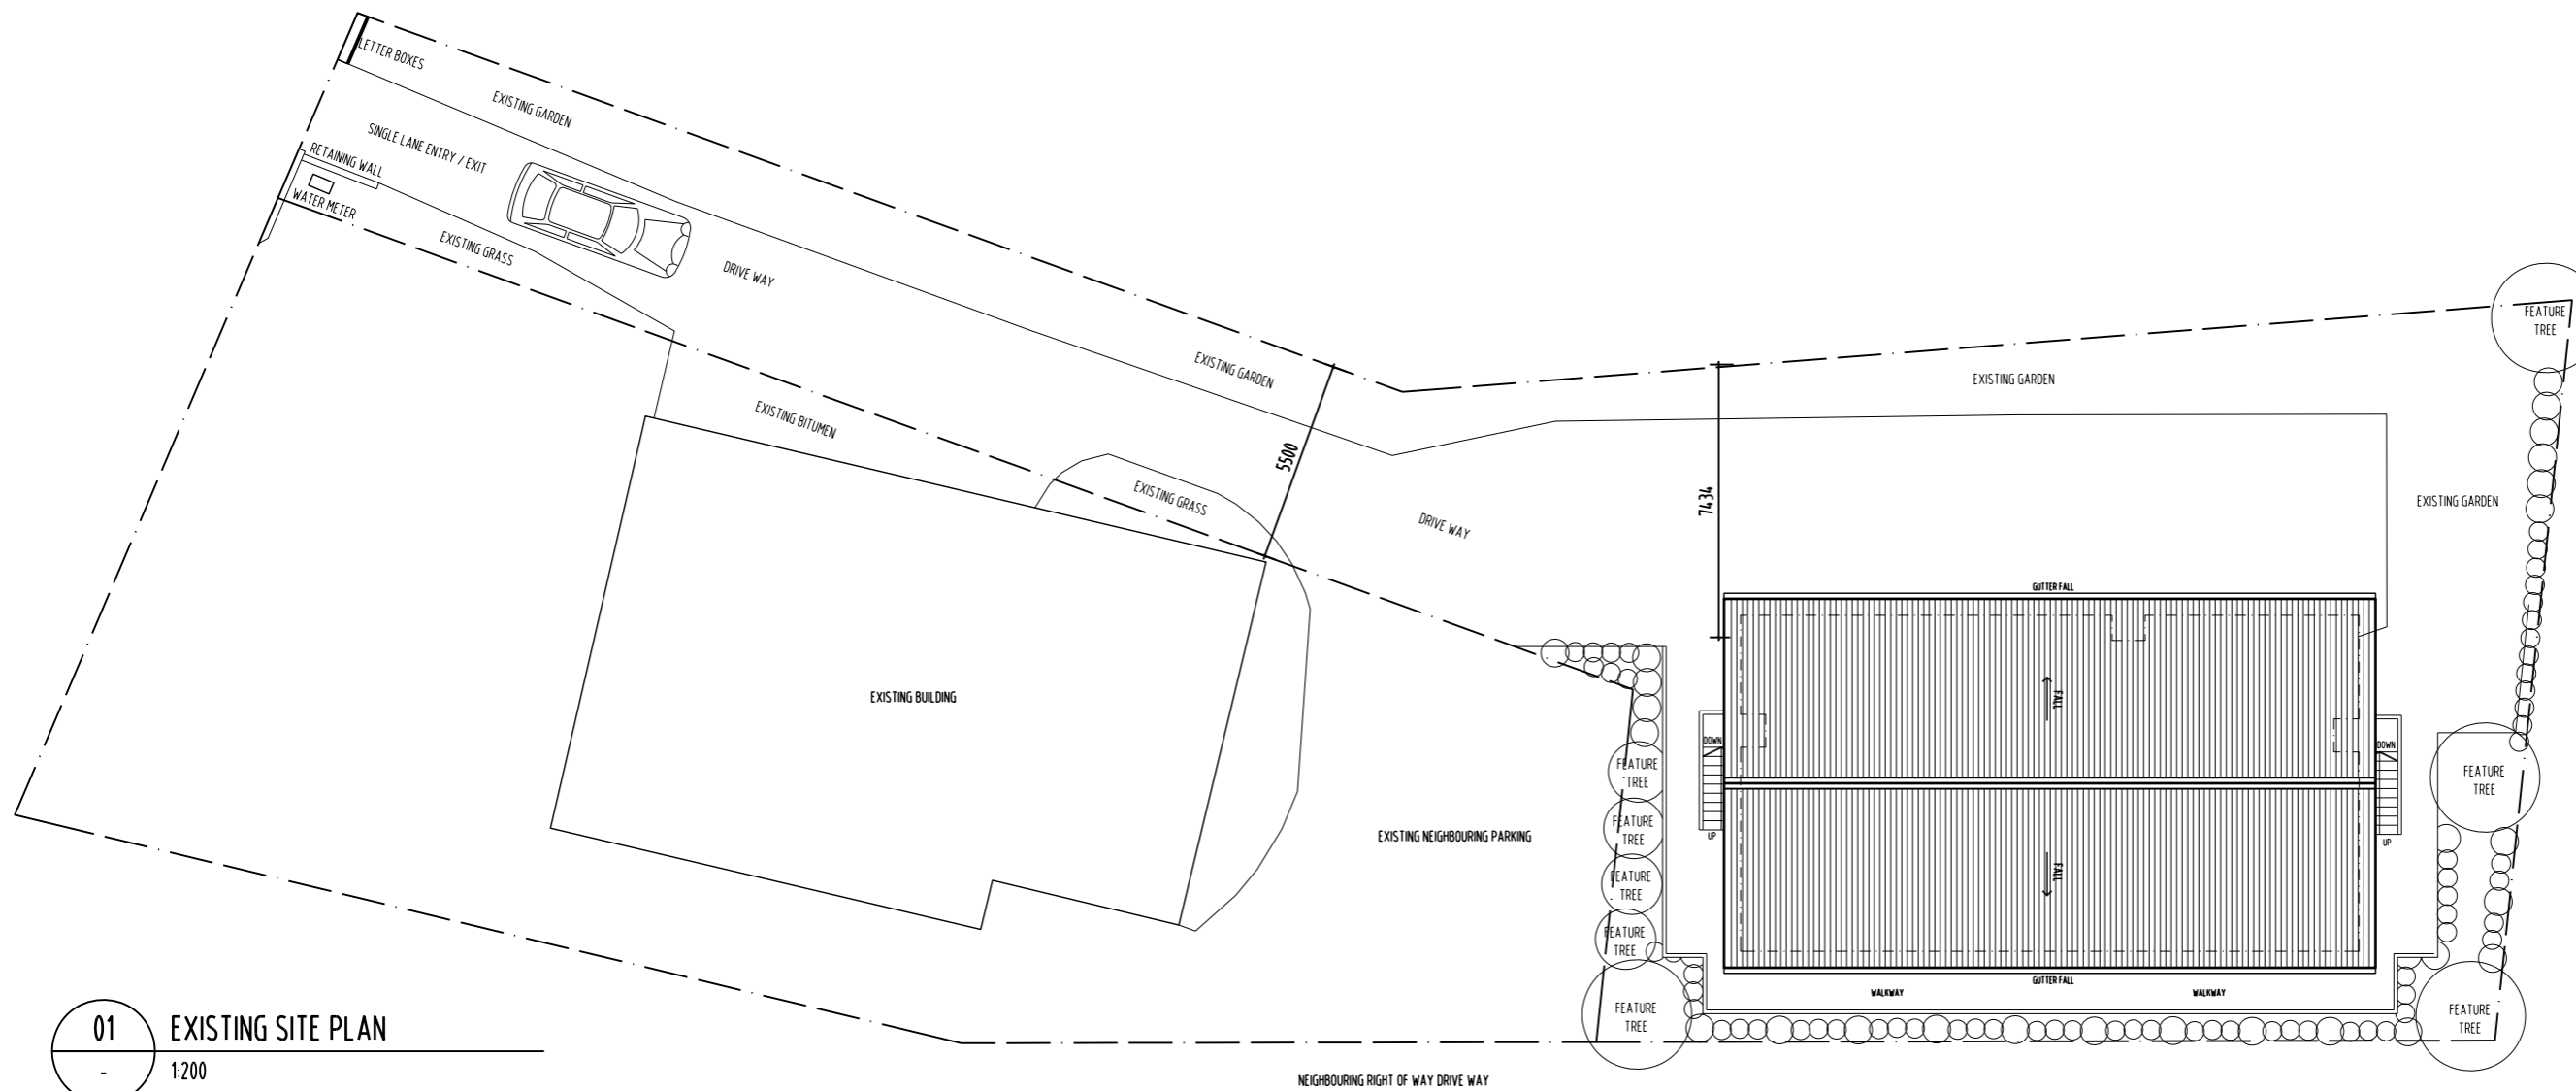 LETTER BOXES
EXISTING GARDEN
SINGLE LANE ENTRY / EXIT
RETAINING WALL
WATER METER
EXISTING GRASS
DRIVE WAY
EXISTING GARDEN
EXISTING BITUMEN
5500
EXISTING GRASS
DRIVE WAY
7434
EXISTING GARDEN
FEATURE
TREE
EXISTING GARDEN
GUTTER FALL
EXISTING BUILDING
FALL
DOWN
UP
DOWN
UP
FEATURE
TREE
FEATURE
TREE
FEATURE
TREE
FEATURE
TREE
FEATURE
TREE
EXISTING NEIGHBOURING PARKING
FALL
FEATURE
TREE
GUTTER FALL
WALKWAY
WALKWAY
FEATURE
TREE
01
-
EXISTING SITE PLAN
1:200
NEIGHBOURING RIGHT OF WAY DRIVE WAY